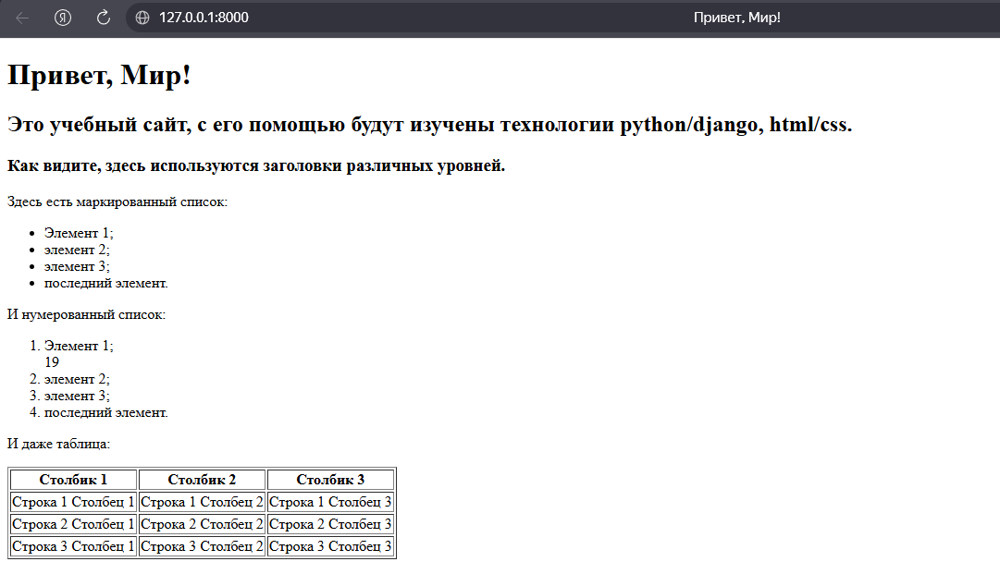 127.0.0.1:8000 Привет, Мир!
Привет, Мир!
Это учебный сайт, с его помощью будут изучены технологии python/django, html/css.
Как видите, здесь используются заголовки различных уровней.
Здесь есть маркированный список:
• Элемент 1;
• элемент 2;
• элемент 3;
• последний элемент.
И нумерованный список:
1. Элемент 1;
19
2. элемент 2;
3. элемент 3;
4. последний элемент.
И даже таблица:
Столбик 1 Столбик 2 Столбик 3
Строка 1 Столбец 1 Строка 1 Столбец 2 Строка 1 Столбец 3
Строка 2 Столбец 1 Строка 2 Столбец 2 Строка 2 Столбец 3
Строка 3 Столбец 1 Строка 3 Столбец 2 Строка 3 Столбец 3